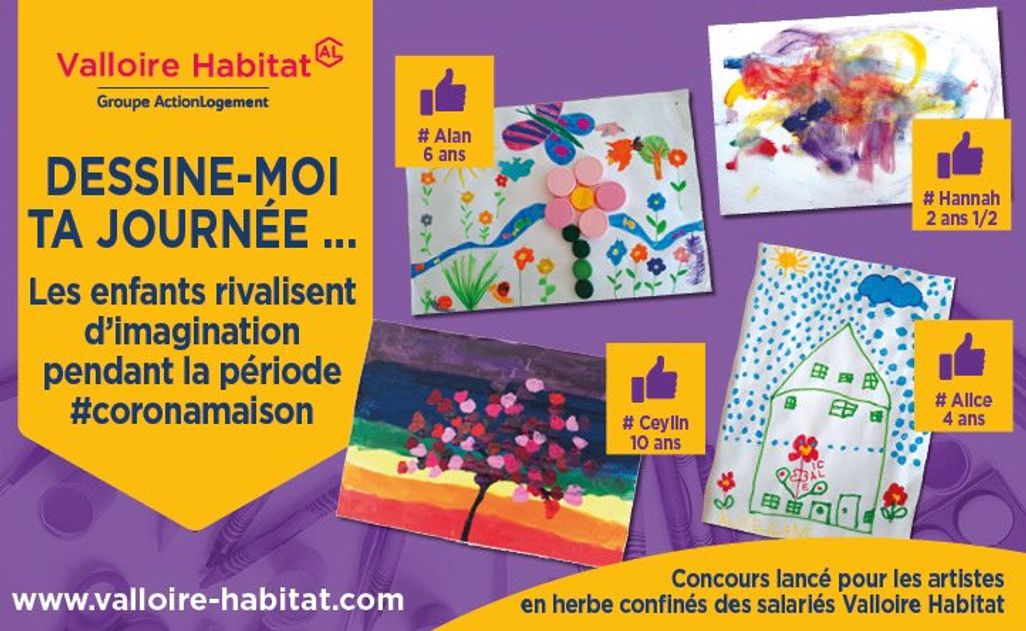 Valloire Habitat
AL
Groupe ActionLogement
DESSINE-MOI
TA JOURNÉE ...
Les enfants rivalisent
d'imagination
pendant la période
#coronamaison
# Alan
6 ans
# Hannah
2 ans 1/2
# Ceylin
10 ans
# Alice
4 ans
www.valloire-habitat.com
Concours lancé pour les artistes
en herbe confinés des salariés Valloire Habitat